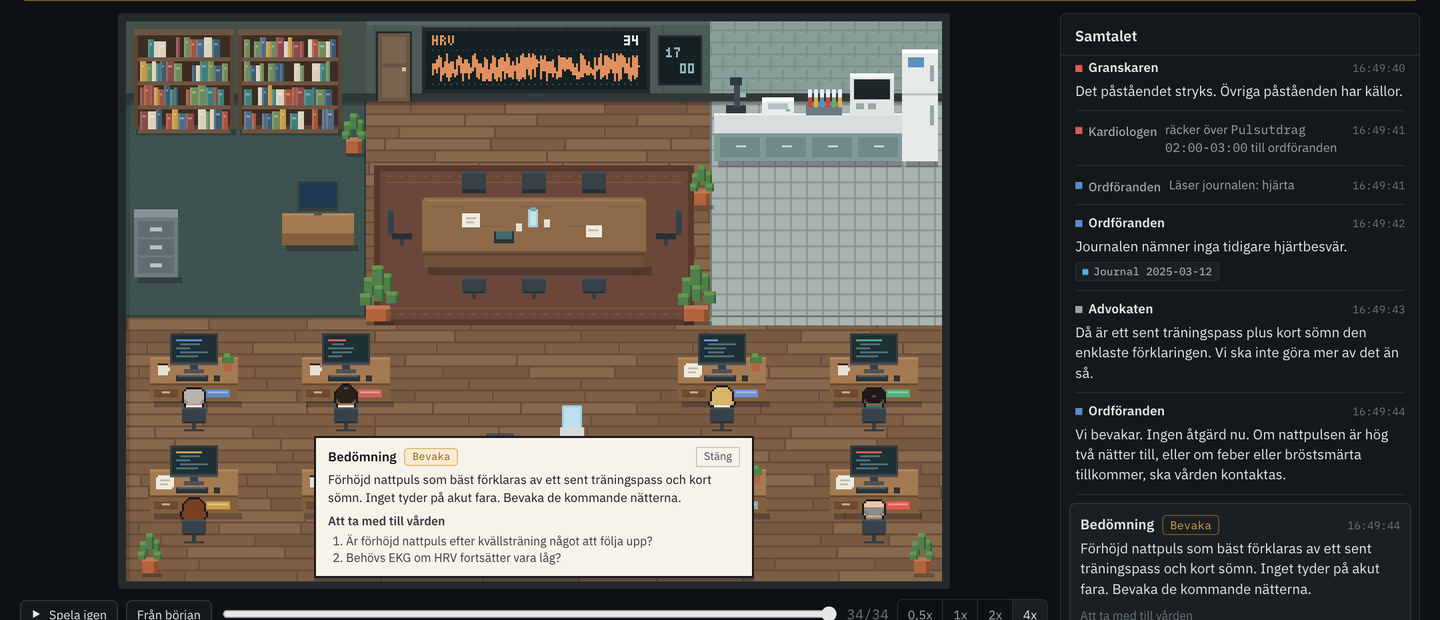 HRV 34
17
00
Bedömning Bevaka Stäng
Förhöjd nattpuls som bäst förklaras av ett sent träningspass och kort
sömn. Inget tyder på akut fara. Bevaka de kommande nätterna.
Att ta med till vården
1. Är förhöjd nattpuls efter kvällsträning något att följa upp?
2. Behövs EKG om HRV fortsätter vara låg?
Spela igen Från början 34/34 0.5x 1x 2x 4x
Samtalet
Granskaren 16:49:40
Det påståendet stryks. Övriga påståenden har källor.
Kardiologen räcker över Pulsutdrag 16:49:41
02:00-03:00 till ordföranden
Ordföranden Läser journalen: hjärta 16:49:41
Ordföranden 16:49:42
Journalen nämner inga tidigare hjärtbesvär.
Journal 2025-03-12
Advokaten 16:49:43
Då är ett sent träningspass plus kort sömn den
enklaste förklaringen. Vi ska inte göra mer av det än
så.
Ordföranden 16:49:44
Vi bevakar. Ingen åtgärd nu. Om nattpulsen är hög
två nätter till, eller om feber eller bröstsmärta
tillkommer, ska vården kontaktas.
Bedömning Bevaka 16:49:44
Förhöjd nattpuls som bäst förklaras av ett sent
träningspass och kort sömn. Inget tyder på akut
fara. Bevaka de kommande nätterna.
Att ta med till vården